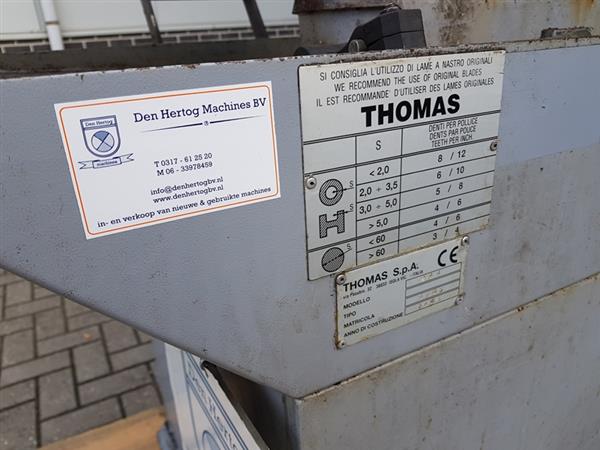 Den Hertog Machines BV
Den Hertog
machines
T 0317 - 61 25 20
M 06 - 33978459
info@denhertogbv.nl
www.denhertogbv.nl
in- en verkoop van nieuwe & gebruikte machines
SI CONSIGLIA L'UTILIZZO DI LAME A NASTRO ORIGINALI
WE RECOMMEND THE USE OF ORIGINAL BLADES
IL EST RECOMMANDE' D'UTILISER DES LAMES ORIGINALES
THOMAS
S
DENTI PER POLLICE
DENTS PAR POUCE
TEETH PER INCH.
< 2,0 8 / 12
2,0 ÷ 3,5 6 / 10
3,0 ÷ 5,0 5 / 8
> 5,0 4 / 6
< 60 4 / 6
> 60 3 / 4
S
S
S
THOMAS S.p.A. CE
ITALIA
MODELLO
TIPO
MATRICOLA
ANNO DI COSTRUZIONE
Den Hertog